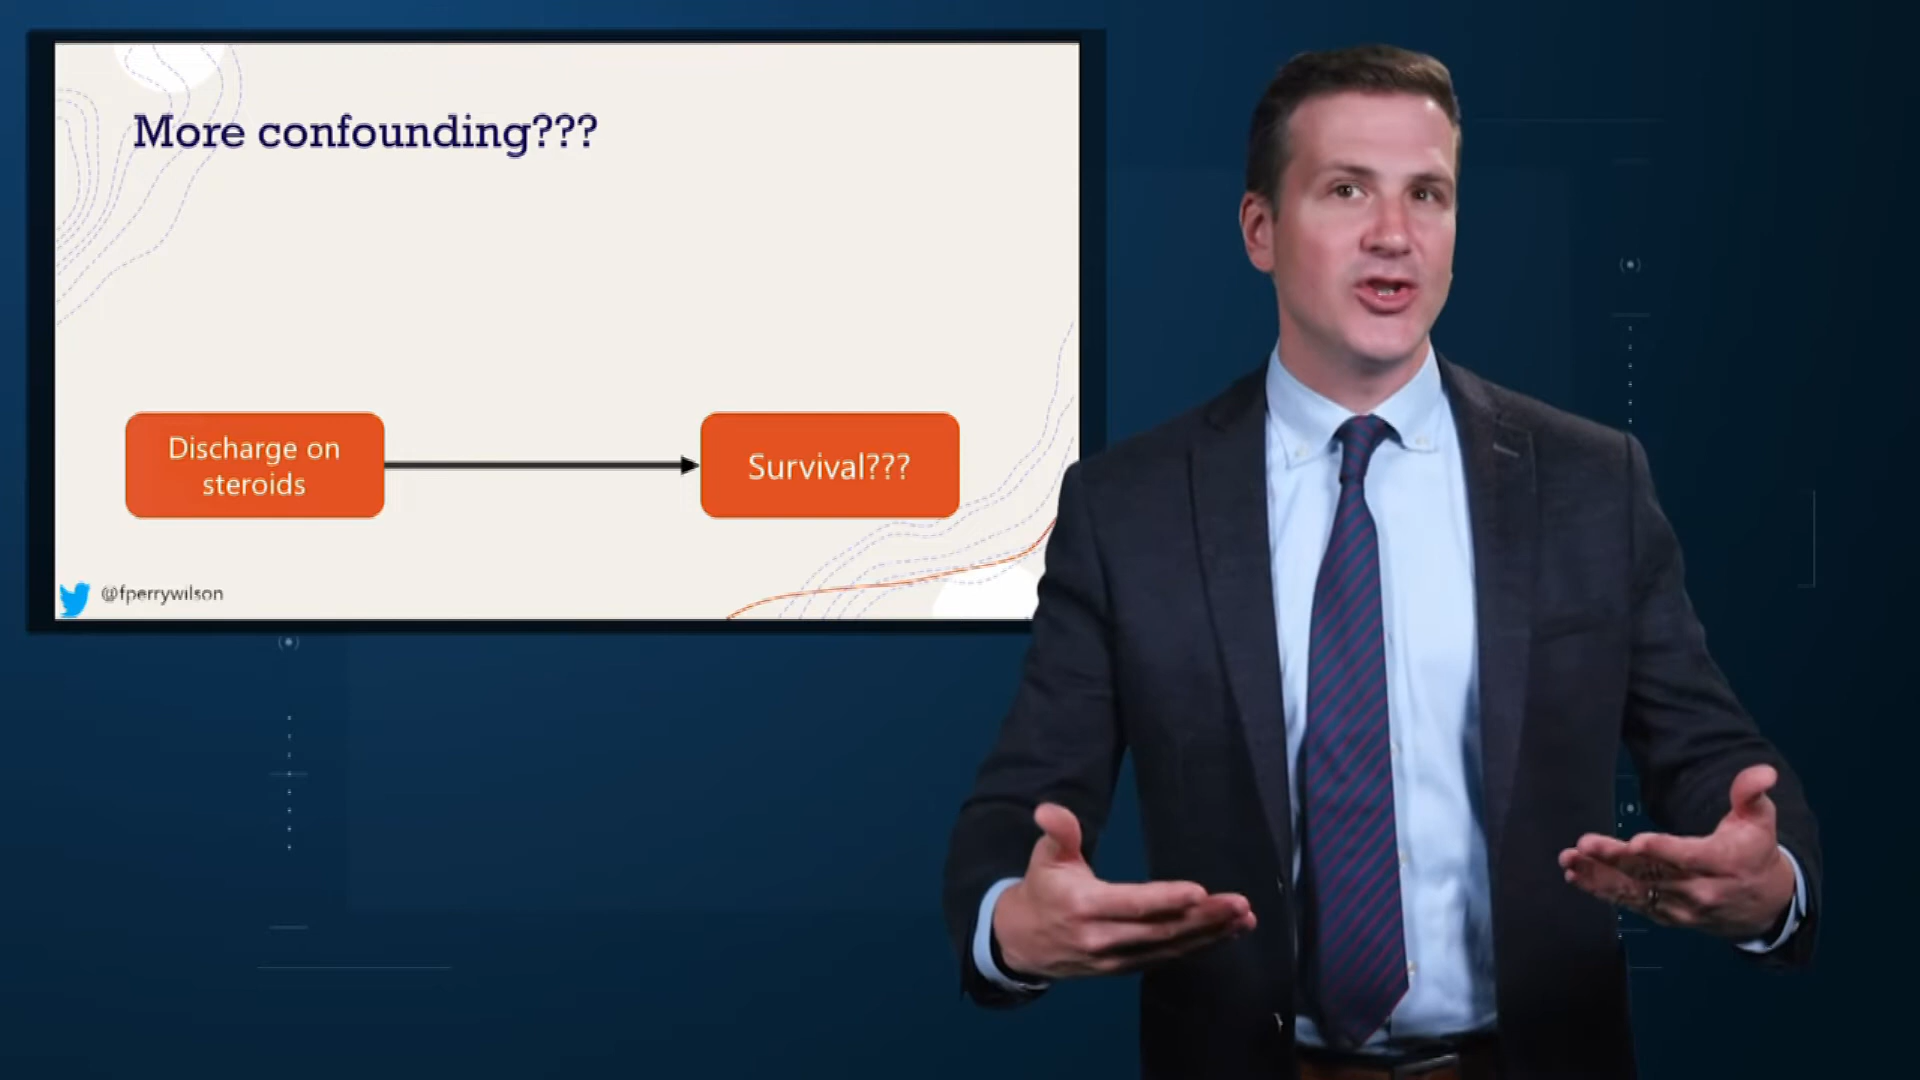 More confounding???
Discharge on
steroids
Survival???
@fperrywilson